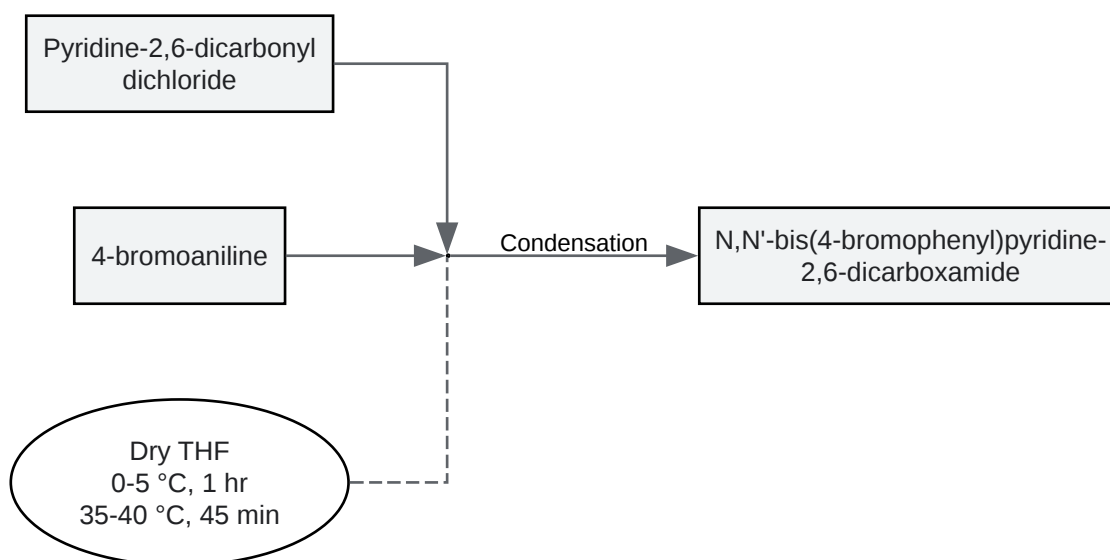 Pyridine-2,6-dicarbonyl
dichloride
4-bromoaniline
Condensation
N,N'-bis(4-bromophenyl)pyridine-
2,6-dicarboxamide
Dry THF
0-5 °C, 1 hr
35-40 °C, 45 min